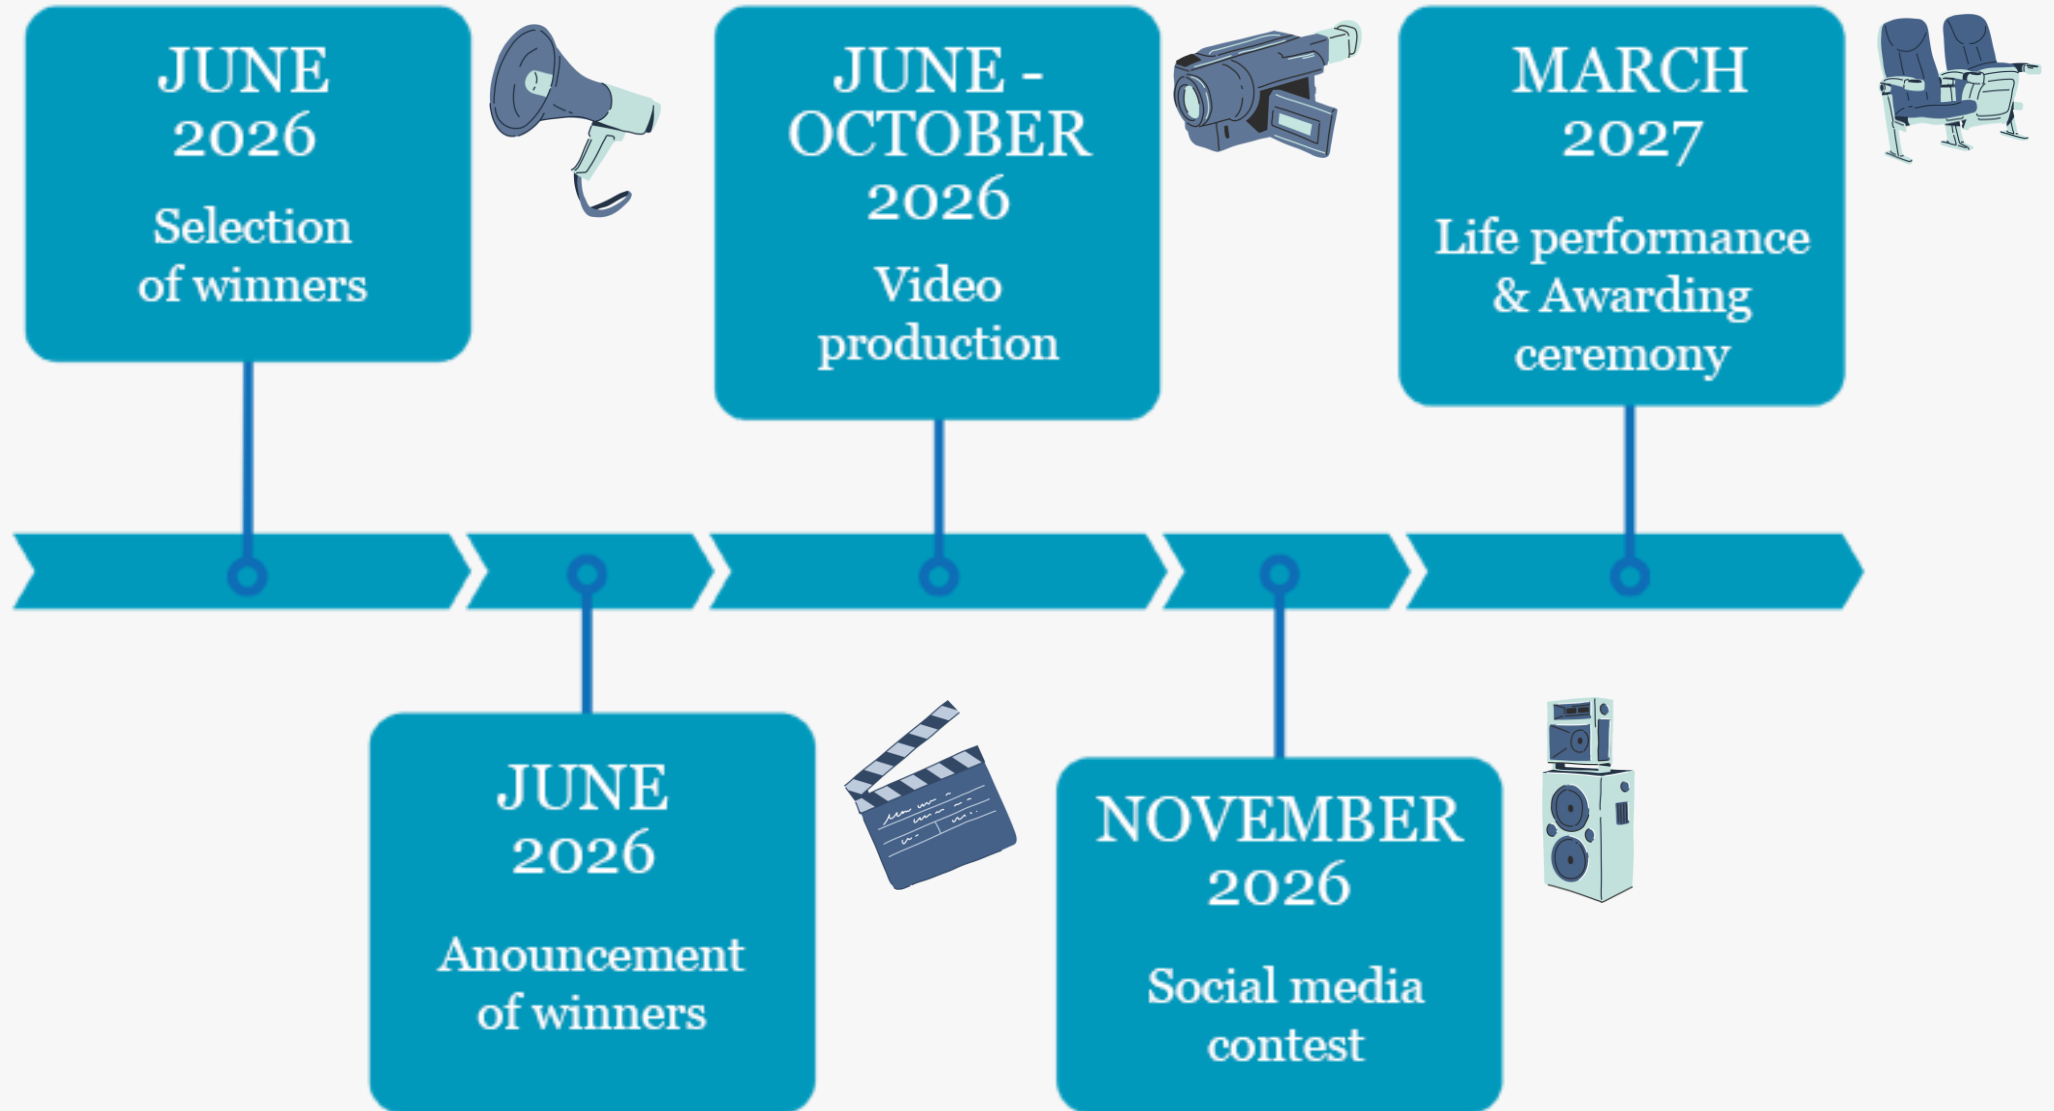 JUNE
2026
Selection
of winners
JUNE
2026
Anouncement
of winners
JUNE -
OCTOBER
2026
Video
production
NOVEMBER
2026
Social media
contest
MARCH
2027
Life performance
& Awarding
ceremony